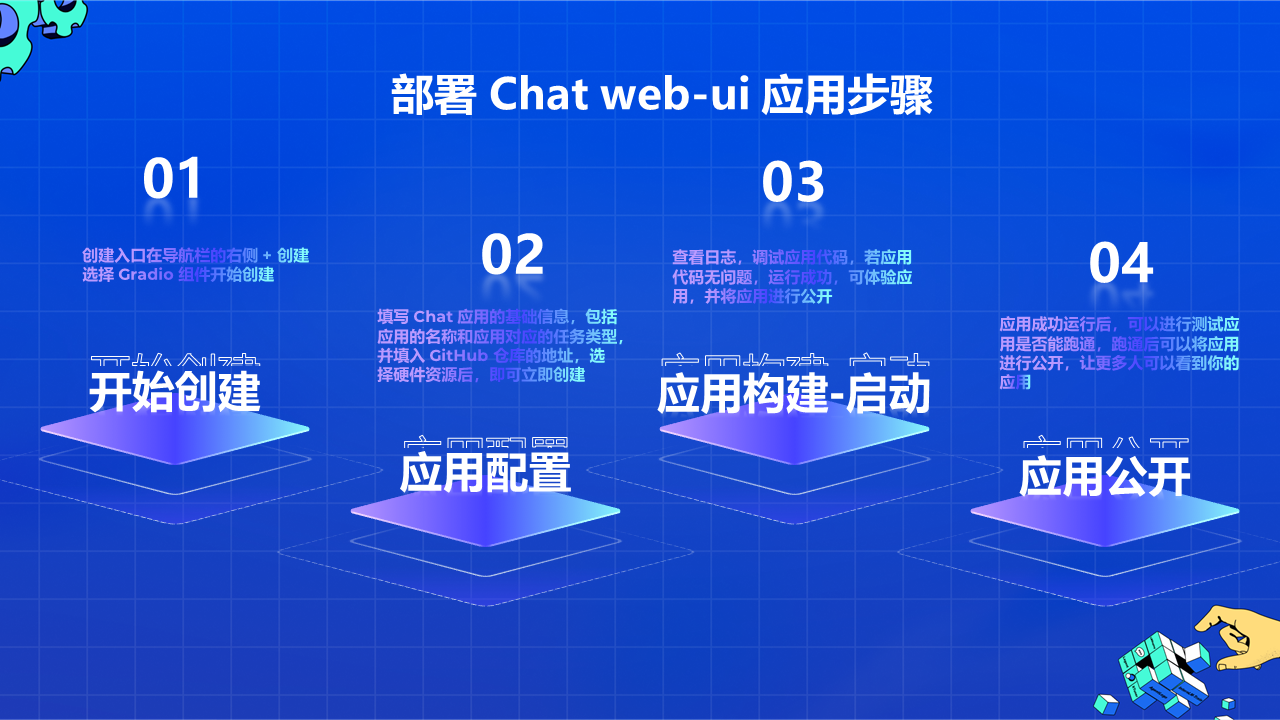 部署 Chat web-ui 应用步骤
01
创建入口在导航栏的右侧 + 创建
选择 Gradio 组件开始创建
开始创建
02
填写 Chat 应用的基础信息，包括
应用的名称和应用对应的任务类型，
并填入 GitHub 仓库的地址，选
择硬件资源后，即可立即创建
应用配置
03
查看日志，调试应用代码，若应用
代码无问题，运行成功，可体验应
用，并将应用进行公开
应用构建-启动
04
应用成功运行后，可以进行测试应
用是否能跑通，跑通后可以将应用
进行公开，让更多人可以看到你的
应用
应用公开